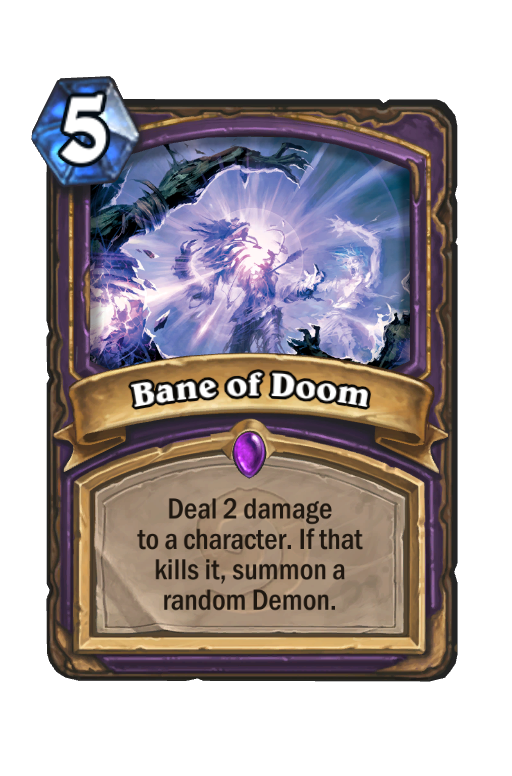 5
Bane of Doom
Deal 2 damage
to a character. If that
kills it, summon a
random Demon.